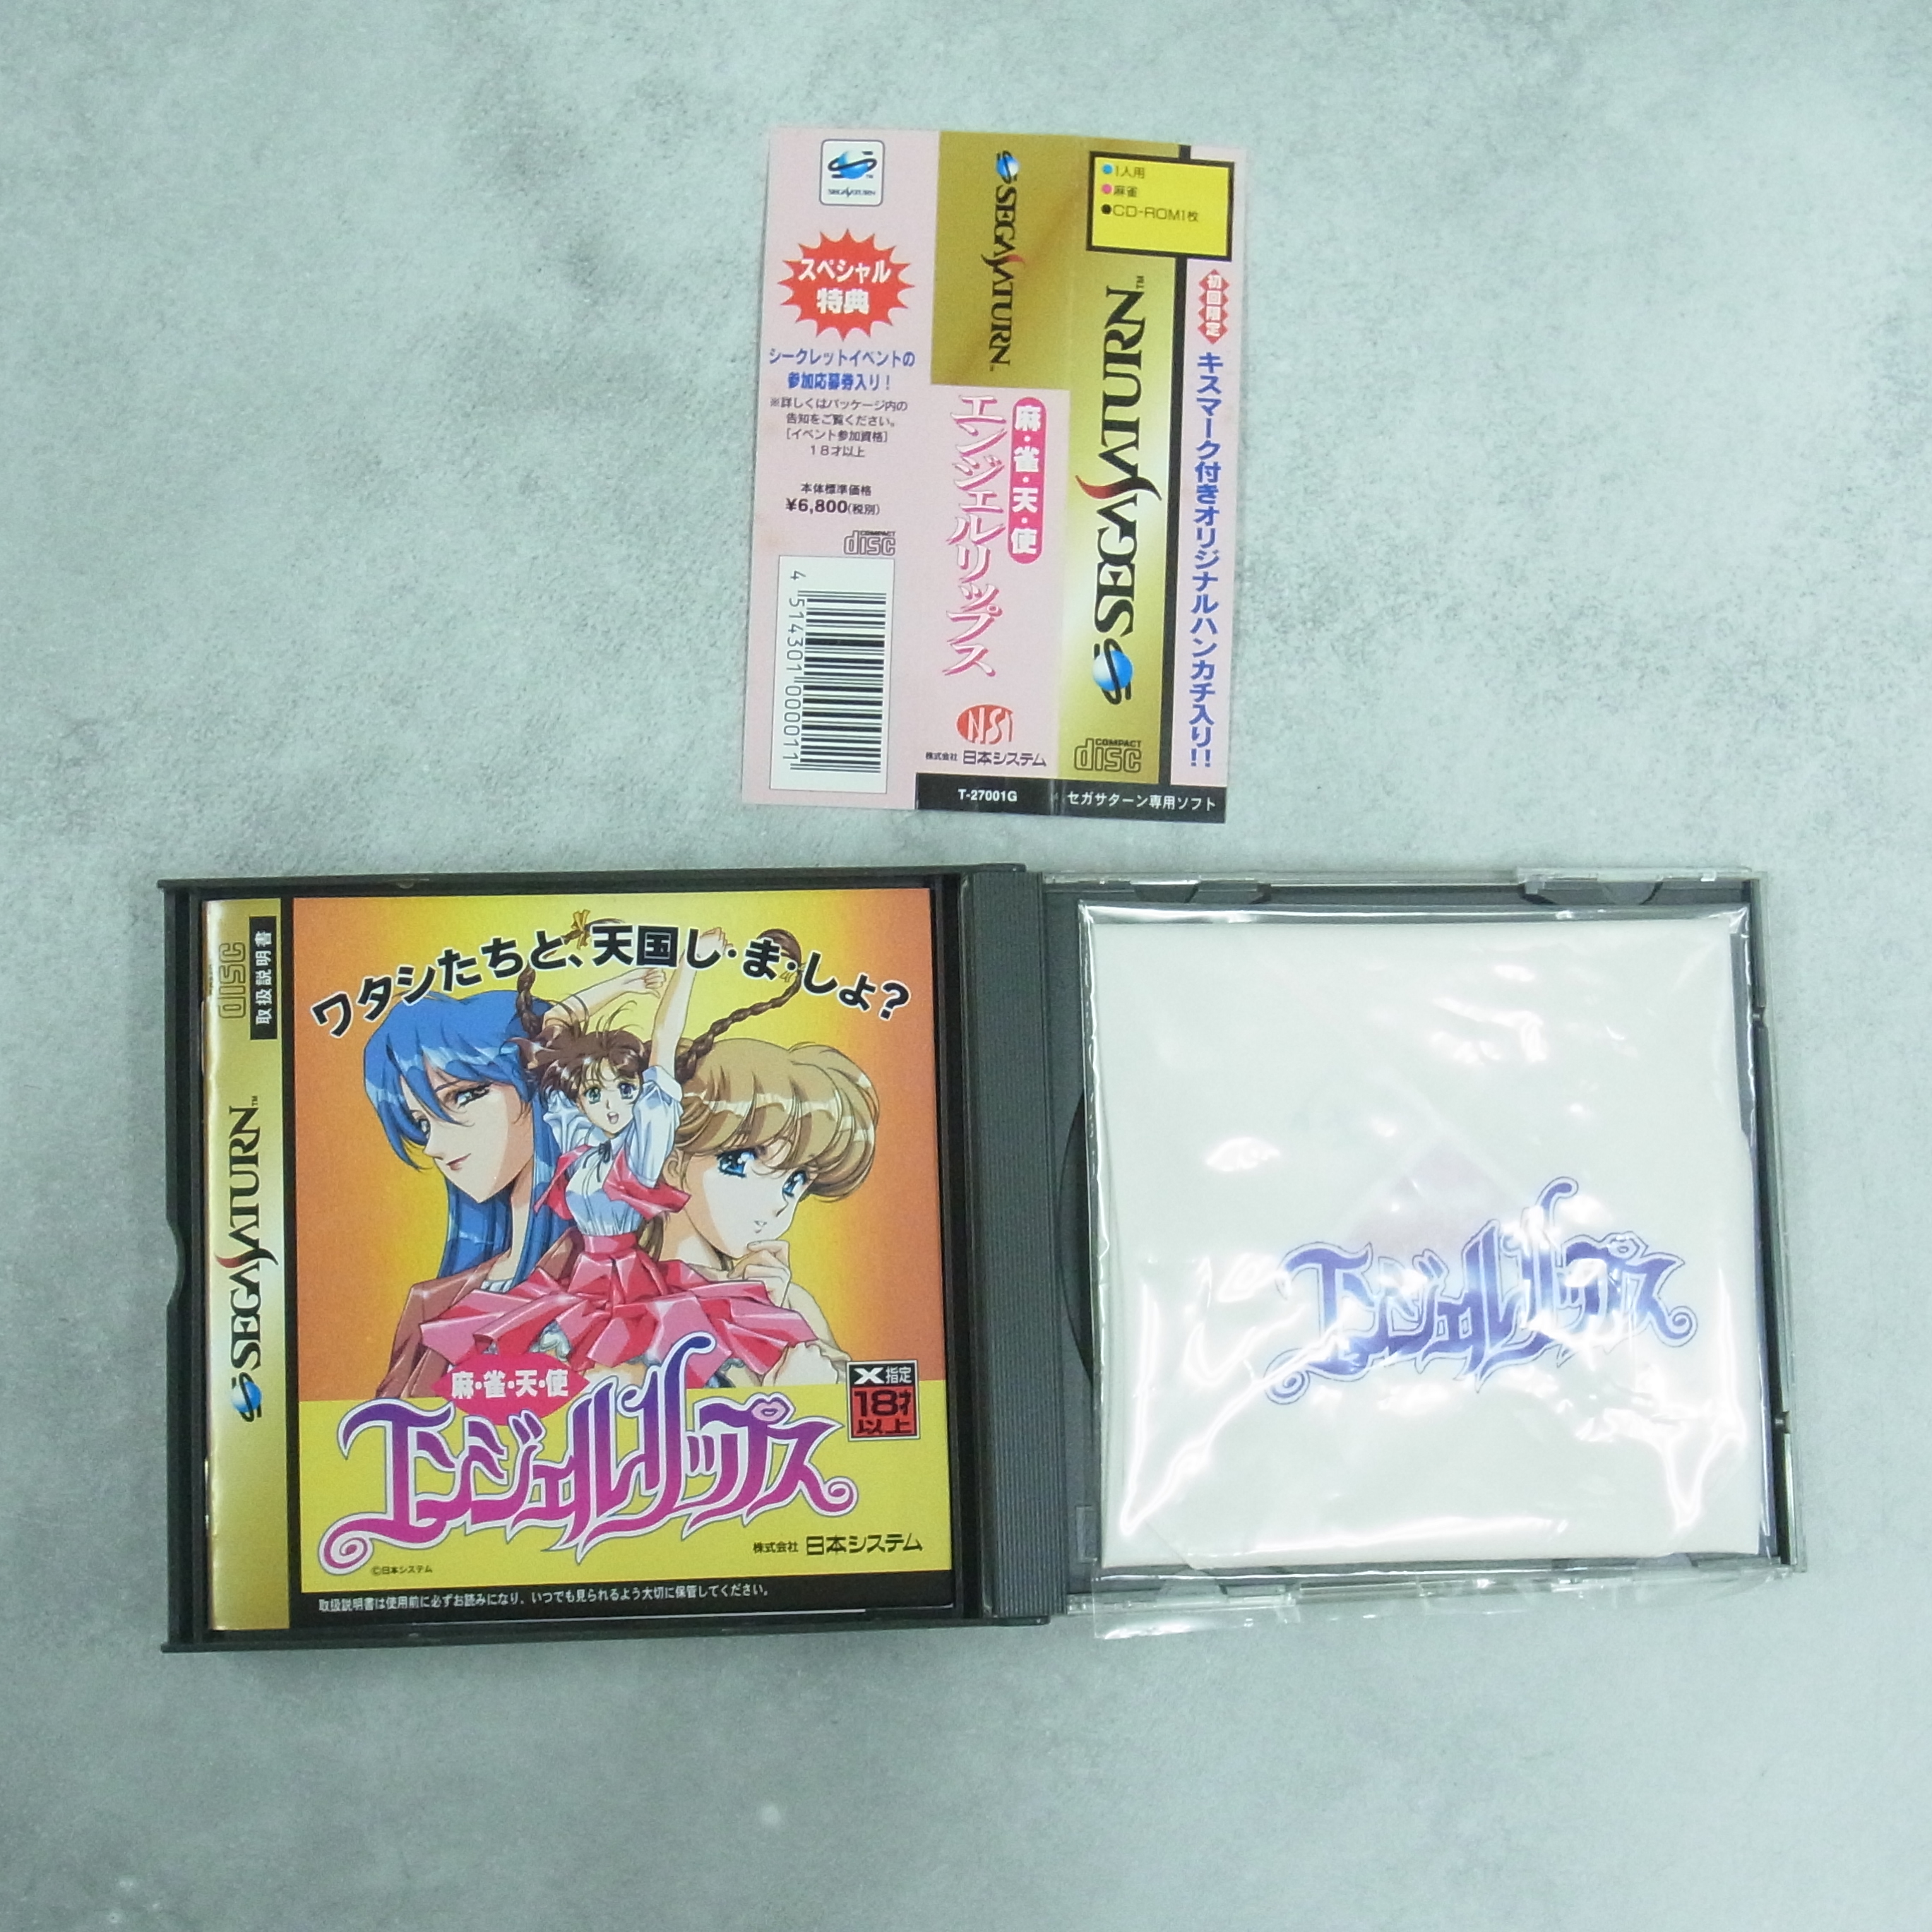 SEGA SATURN
スペシャル
特典
シークレットイベントの
参加応募券入り!
※詳しくはパッケージ内の
告知をご覧ください。
[イベント参加資格]
18才以上
本体標準価格
¥6,800(税別)
COMPACT
disc
4 514301 000011
SEGA SATURN
麻・雀・天・使
エンジェルリップス
NSi
株式会社 日本システム
T-27001G
●1人用
●麻雀
●CD-ROM1枚
SEGA SATURN™
COMPACT
disc
セガサターン専用ソフト
初回限定
キスマーク付きオリジナルハンカチ入り!!
disc
取扱説明書
SEGA SATURN™
ワタシたちと、天国し・ま・しょ?
X指定
18才
以上
麻・雀・天・使
エンジェルリップス
株式会社 日本システム
©日本システム
取扱説明書は使用前に必ずお読みになり、いつでも見られるよう大切に保管してください。
エンジェルリップス